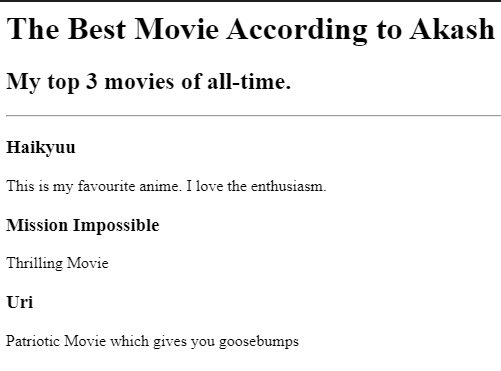 The Best Movie According to Akash
My top 3 movies of all-time.
Haikyuu
This is my favourite anime. I love the enthusiasm.
Mission Impossible
Thrilling Movie
Uri
Patriotic Movie which gives you goosebumps